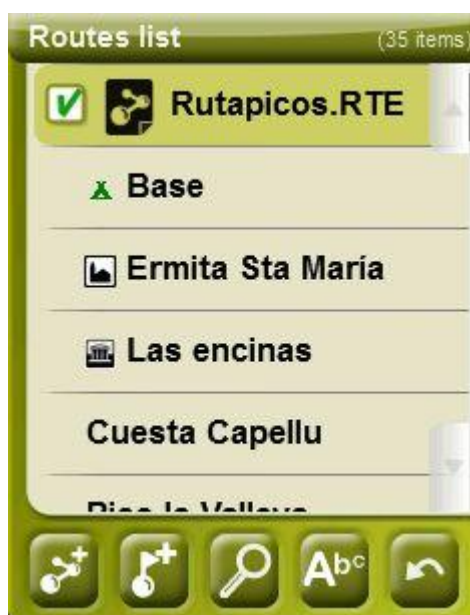 Routes list (35 items)
Rutapicos.RTE
Base
Ermita Sta María
Las encinas
Cuesta Capellu
Abc